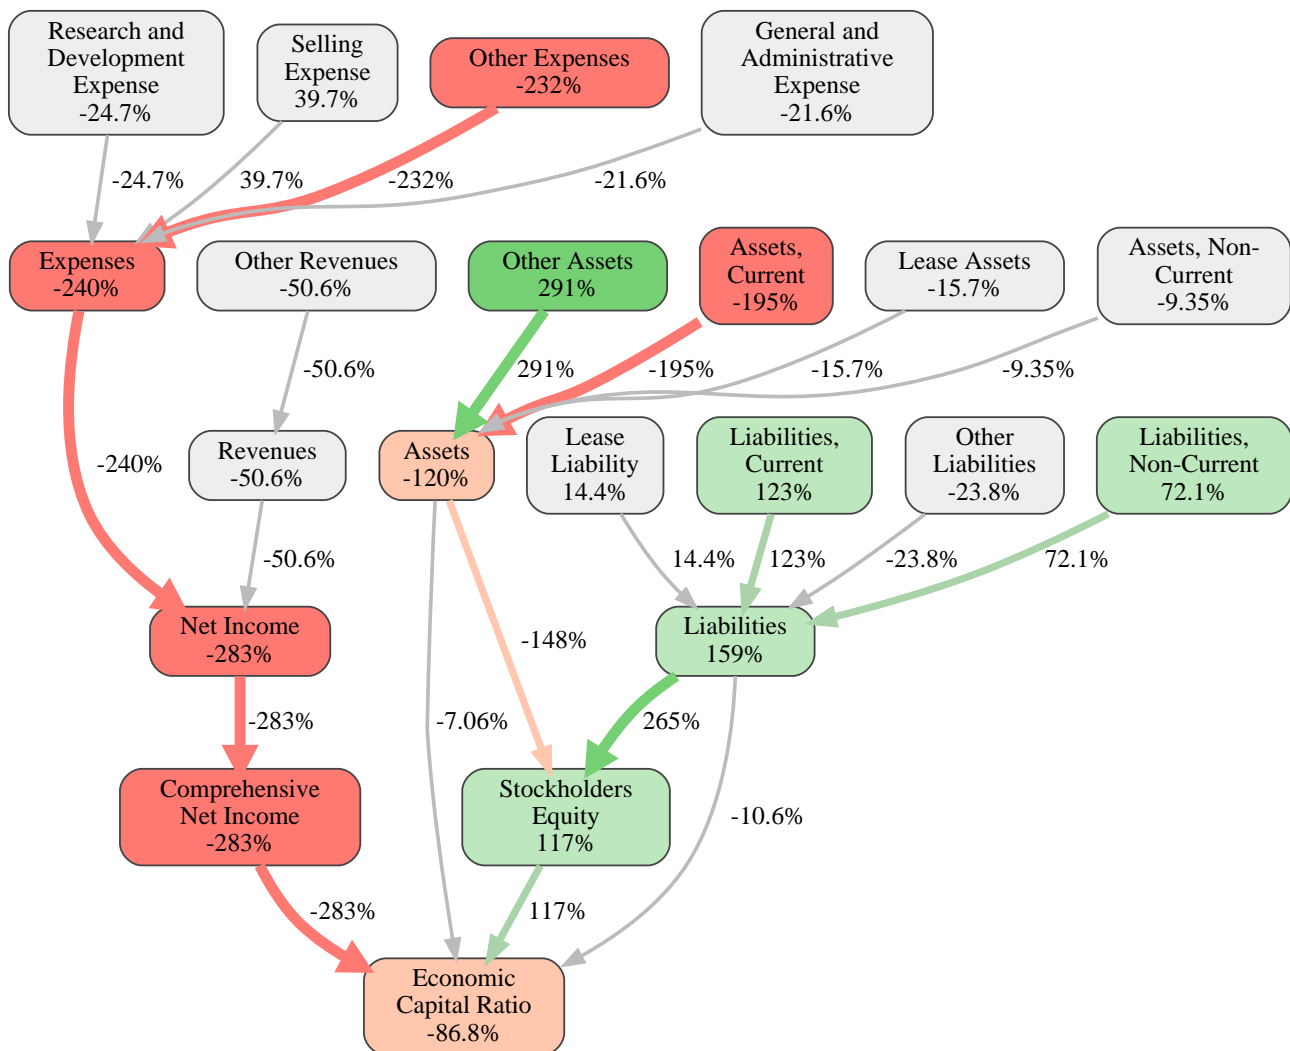 Research and
Development
Expense
-24.7%
Selling
Expense
39.7%
Other Expenses
-232%
General and
Administrative
Expense
-21.6%
-24.7%
39.7%
-232%
-21.6%
Expenses
-240%
Other Revenues
-50.6%
Other Assets
291%
Assets,
Current
-195%
Lease Assets
-15.7%
Assets, Non-
Current
-9.35%
-50.6%
291%
-195%
-15.7%
-9.35%
-240%
Revenues
-50.6%
Assets
-120%
Lease
Liability
14.4%
Liabilities,
Current
123%
Other
Liabilities
-23.8%
Liabilities,
Non-Current
72.1%
-50.6%
-148%
14.4%
123%
-23.8%
72.1%
Net Income
-283%
Liabilities
159%
-283%
-7.06%
265%
-10.6%
Comprehensive
Net Income
-283%
Stockholders
Equity
117%
-283%
117%
Economic
Capital Ratio
-86.8%